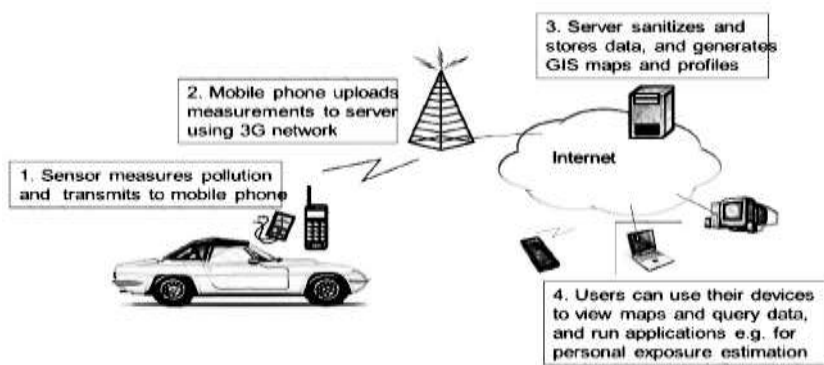 1. Sensor measures pollution
and transmits to mobile phone
2. Mobile phone uploads
measurements to server
using 3G network
3. Server sanitizes and
stores data, and generates
GIS maps and profiles
Internet
4. Users can use their devices
to view maps and query data,
and run applications e.g. for
personal exposure estimation